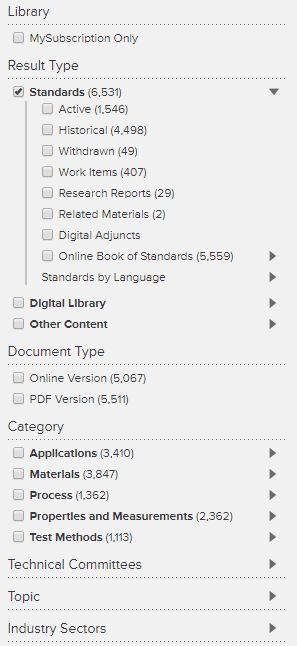 Library
MySubscription Only
Result Type
Standards (6,531)
Active (1,546)
Historical (4,498)
Withdrawn (49)
Work Items (407)
Research Reports (29)
Related Materials (2)
Digital Adjuncts
Online Book of Standards (5,559)
Standards by Language
Digital Library
Other Content
Document Type
Online Version (5,067)
PDF Version (5,511)
Category
Applications (3,410)
Materials (3,847)
Process (1,362)
Properties and Measurements (2,362)
Test Methods (1,113)
Technical Committees
Topic
Industry Sectors